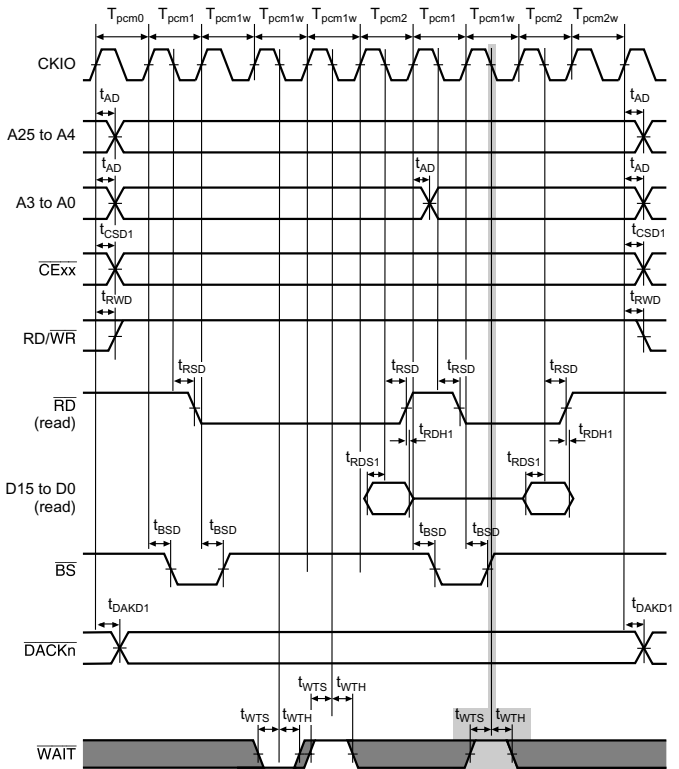 Tpcm0 Tpcm1 Tpcm1w Tpcm1w Tpcm1w Tpcm2 Tpcm1 Tpcm1w Tpcm2 Tpcm2w
CKIO
tAD tAD
A25 to A4
tAD tAD tAD
A3 to A0
tCSD1 tCSD1
CExx
tRWD tRWD
RD/WR
tRSD tRSD tRSD tRSD
RD
(read)
tRDH1 tRDH1
tRDS1 tRDS1
D15 to D0
(read)
tBSD tBSD tBSD tBSD
BS
tDAKD1 tDAKD1
DACKn
tWTS tWTH
tWTS tWTH tWTS tWTH
WAIT